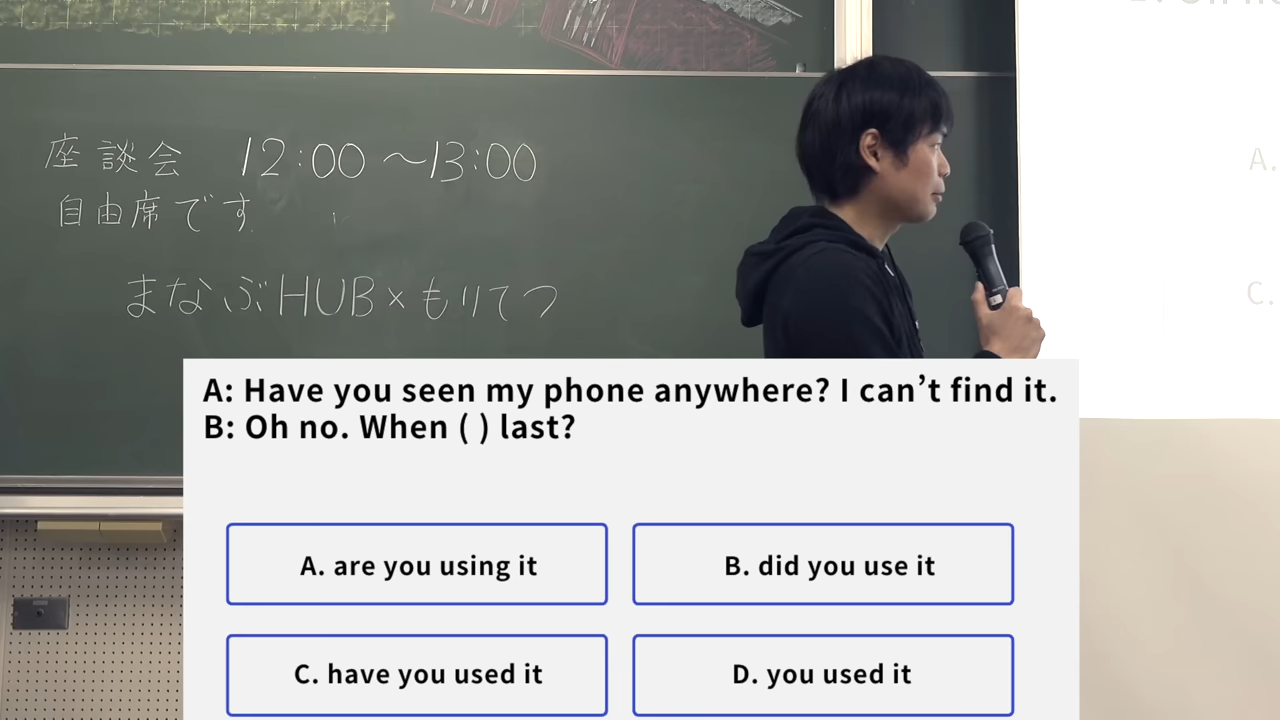 座談会 12:00〜13:00
自由席です
まなぶHUB×もりてつ
A.
C.
A: Have you seen my phone anywhere? I can't find it.
B: Oh no. When ( ) last?
A. are you using it
B. did you use it
C. have you used it
D. you used it